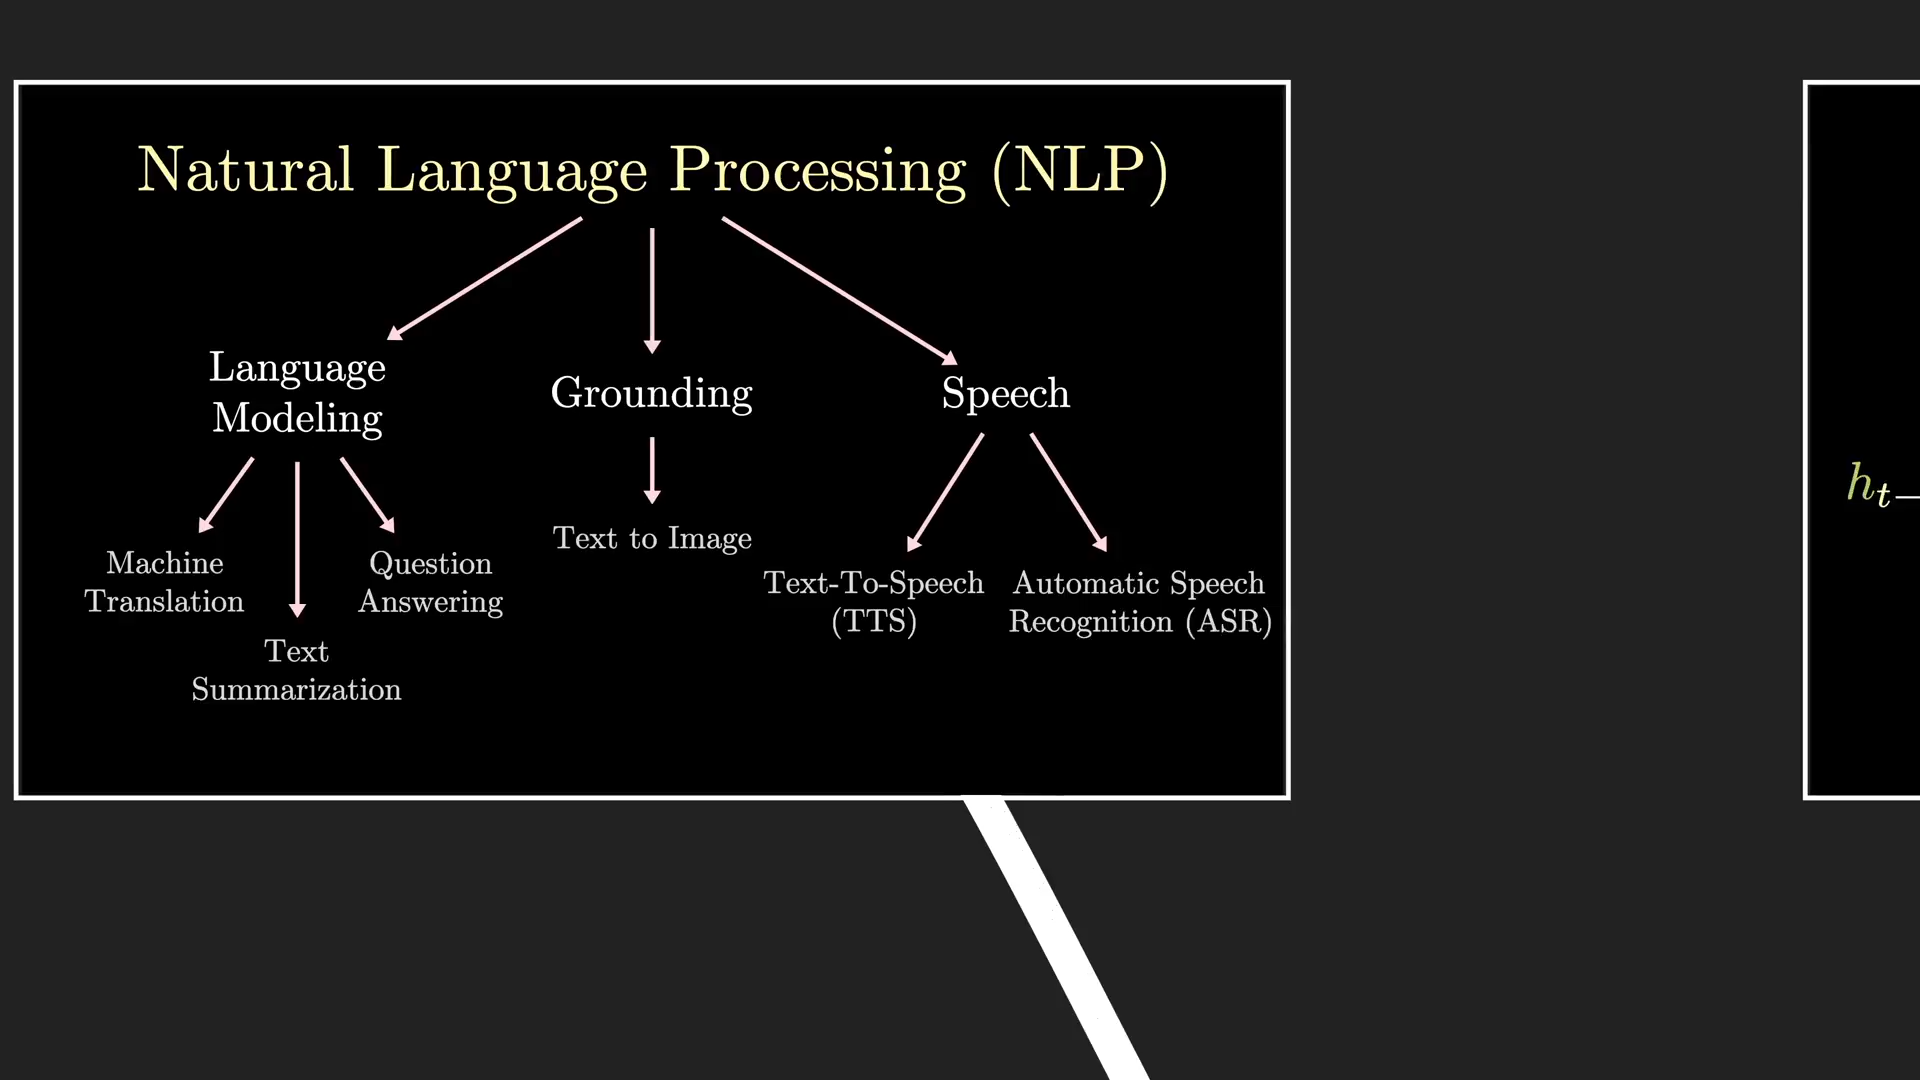 Natural Language Processing (NLP)
Language
Modeling
Grounding
Speech
Machine
Translation
Text
Summarization
Question
Answering
Text to Image
Text-To-Speech
(TTS)
Automatic Speech
Recognition (ASR)
h_t